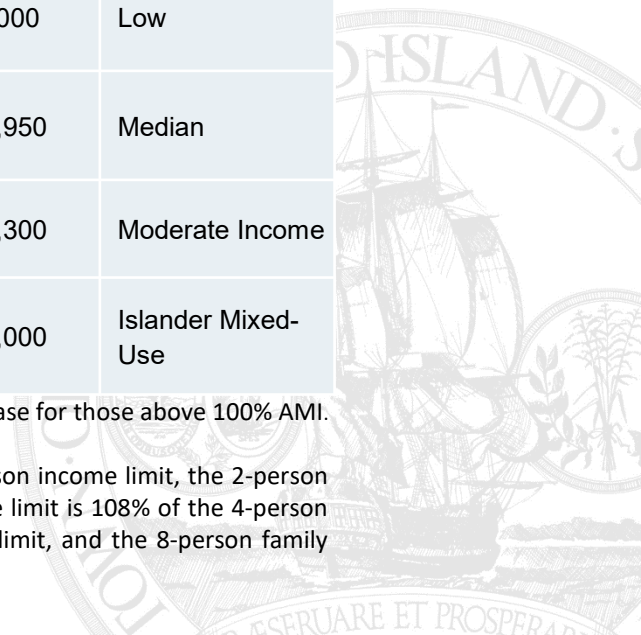 000 Low
,950 Median
,300 Moderate Income
,000 Islander Mixed-
Use
ase for those above 100% AMI.
son income limit, the 2-person
e limit is 108% of the 4-person
limit, and the 8-person family
D ISLAND · S
ESERUARE ET PROSPERAR